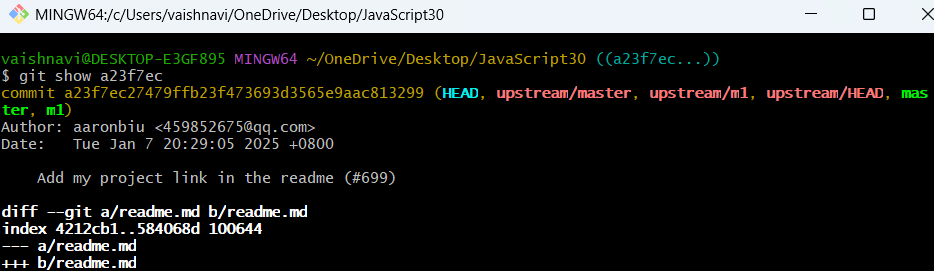 MINGW64:/c/Users/vaishnavi/OneDrive/Desktop/JavaScript30
vaishnavi@DESKTOP-E3GF895 MINGW64 ~/OneDrive/Desktop/JavaScript30 ((a23f7ec...))
$ git show a23f7ec
commit a23f7ec27479ffb23f473693d3565e9aac813299 (HEAD, upstream/master, upstream/m1, upstream/HEAD, mas
ter, m1)
Author: aaronbiu <459852675@qq.com>
Date:   Tue Jan 7 20:29:05 2025 +0800
    Add my project link in the readme (#699)
diff --git a/readme.md b/readme.md
index 4212cb1..584068d 100644
--- a/readme.md
+++ b/readme.md